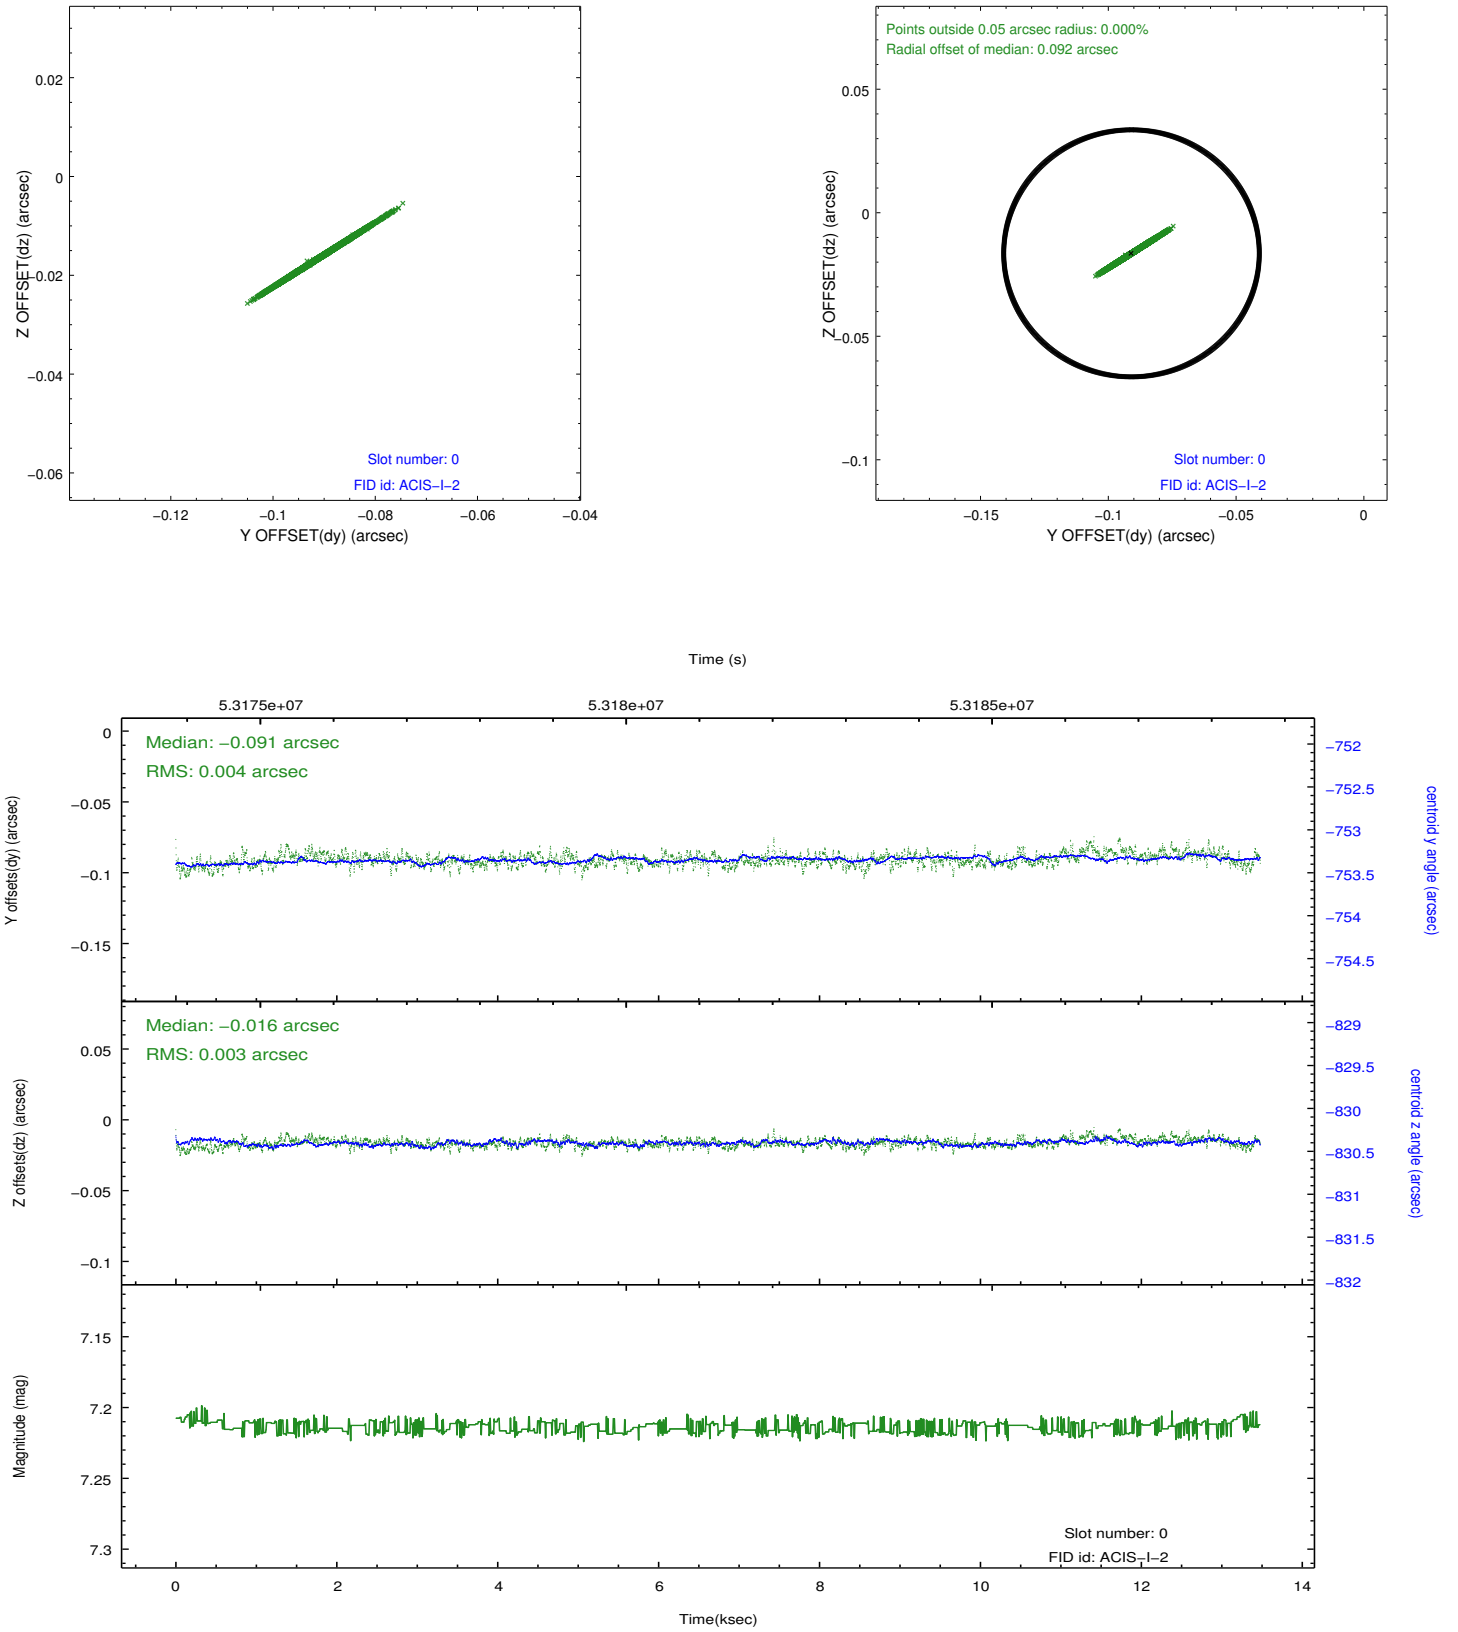 0.02
0
−0.02
−0.04
−0.06
Z OFFSET(dz) (arcsec)
−0.12
−0.1
−0.08
−0.06
−0.04
Y OFFSET(dy) (arcsec)
Slot number: 0
FID id: ACIS−I−2
Points outside 0.05 arcsec radius: 0.000%
Radial offset of median: 0.092 arcsec
0.05
0
−0.05
−0.1
Z OFFSET(dz) (arcsec)
Slot number: 0
FID id: ACIS−I−2
−0.15
−0.1
−0.05
0
Y OFFSET(dy) (arcsec)
Time (s)
5.3175e+07
5.318e+07
5.3185e+07
Median: −0.091 arcsec
RMS: 0.004 arcsec
0
−0.05
−0.1
−0.15
Y offsets(dy) (arcsec)
−752
−752.5
−753
−753.5
−754
−754.5
centroid y angle (arcsec)
Median: −0.016 arcsec
RMS: 0.003 arcsec
0.05
0
−0.05
−0.1
Z offsets(dz) (arcsec)
−829
−829.5
−830
−830.5
−831
−831.5
−832
centroid z angle (arcsec)
7.15
7.2
7.25
7.3
Magnitude (mag)
Slot number: 0
FID id: ACIS−I−2
0
2
4
6
8
10
12
14
Time(ksec)